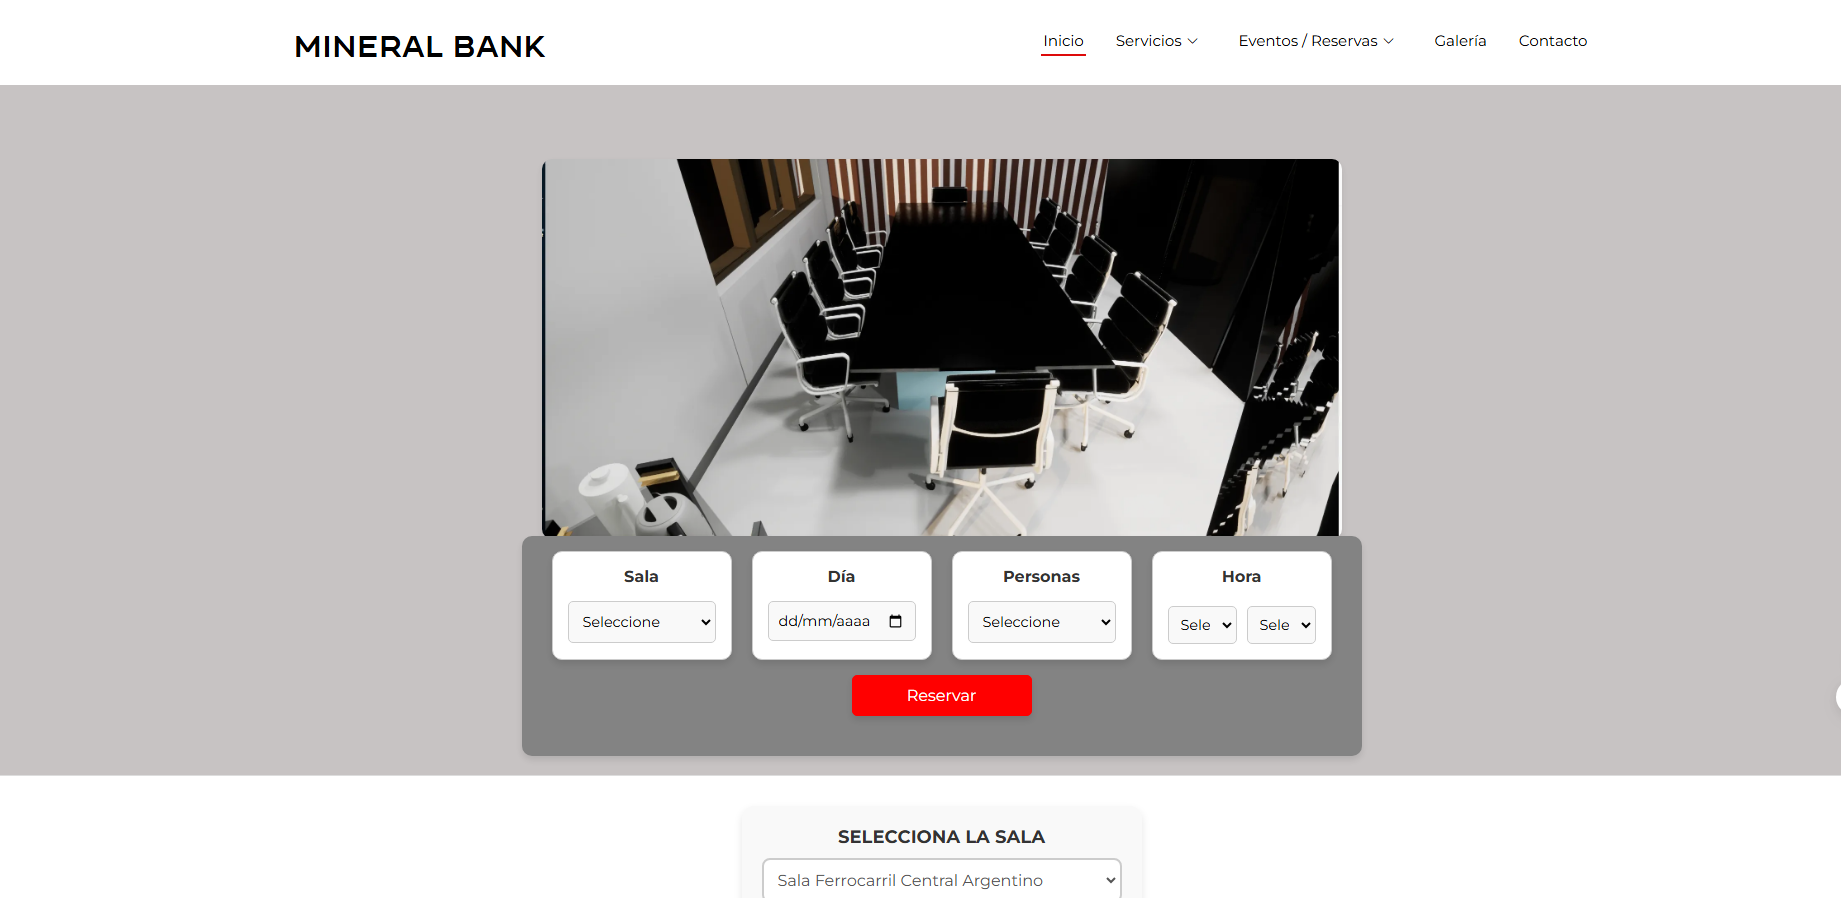 MINERAL BANK
Inicio Servicios Eventos / Reservas Galería Contacto
Sala Día Personas Hora
Seleccione dd/mm/aaaa Seleccione Sele Sele
Reservar
SELECCIONA LA SALA
Sala Ferrocarril Central Argentino